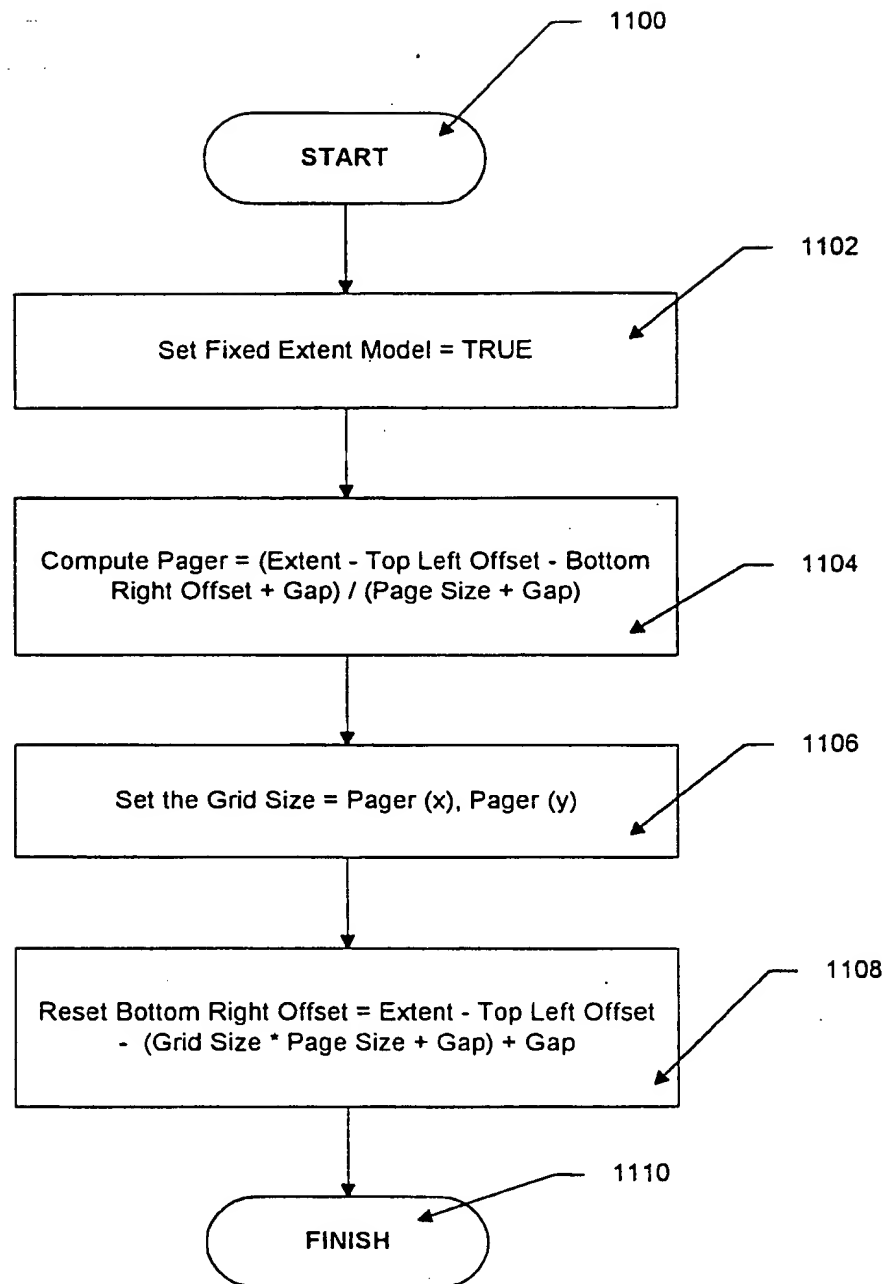 1100
START
1102
Set Fixed Extent Model = TRUE
Compute Pager = (Extent - Top Left Offset - Bottom
Right Offset + Gap) / (Page Size + Gap)
1104
1106
Set the Grid Size = Pager (x), Pager (y)
1108
Reset Bottom Right Offset = Extent - Top Left Offset
- (Grid Size * Page Size + Gap) + Gap
1110
FINISH